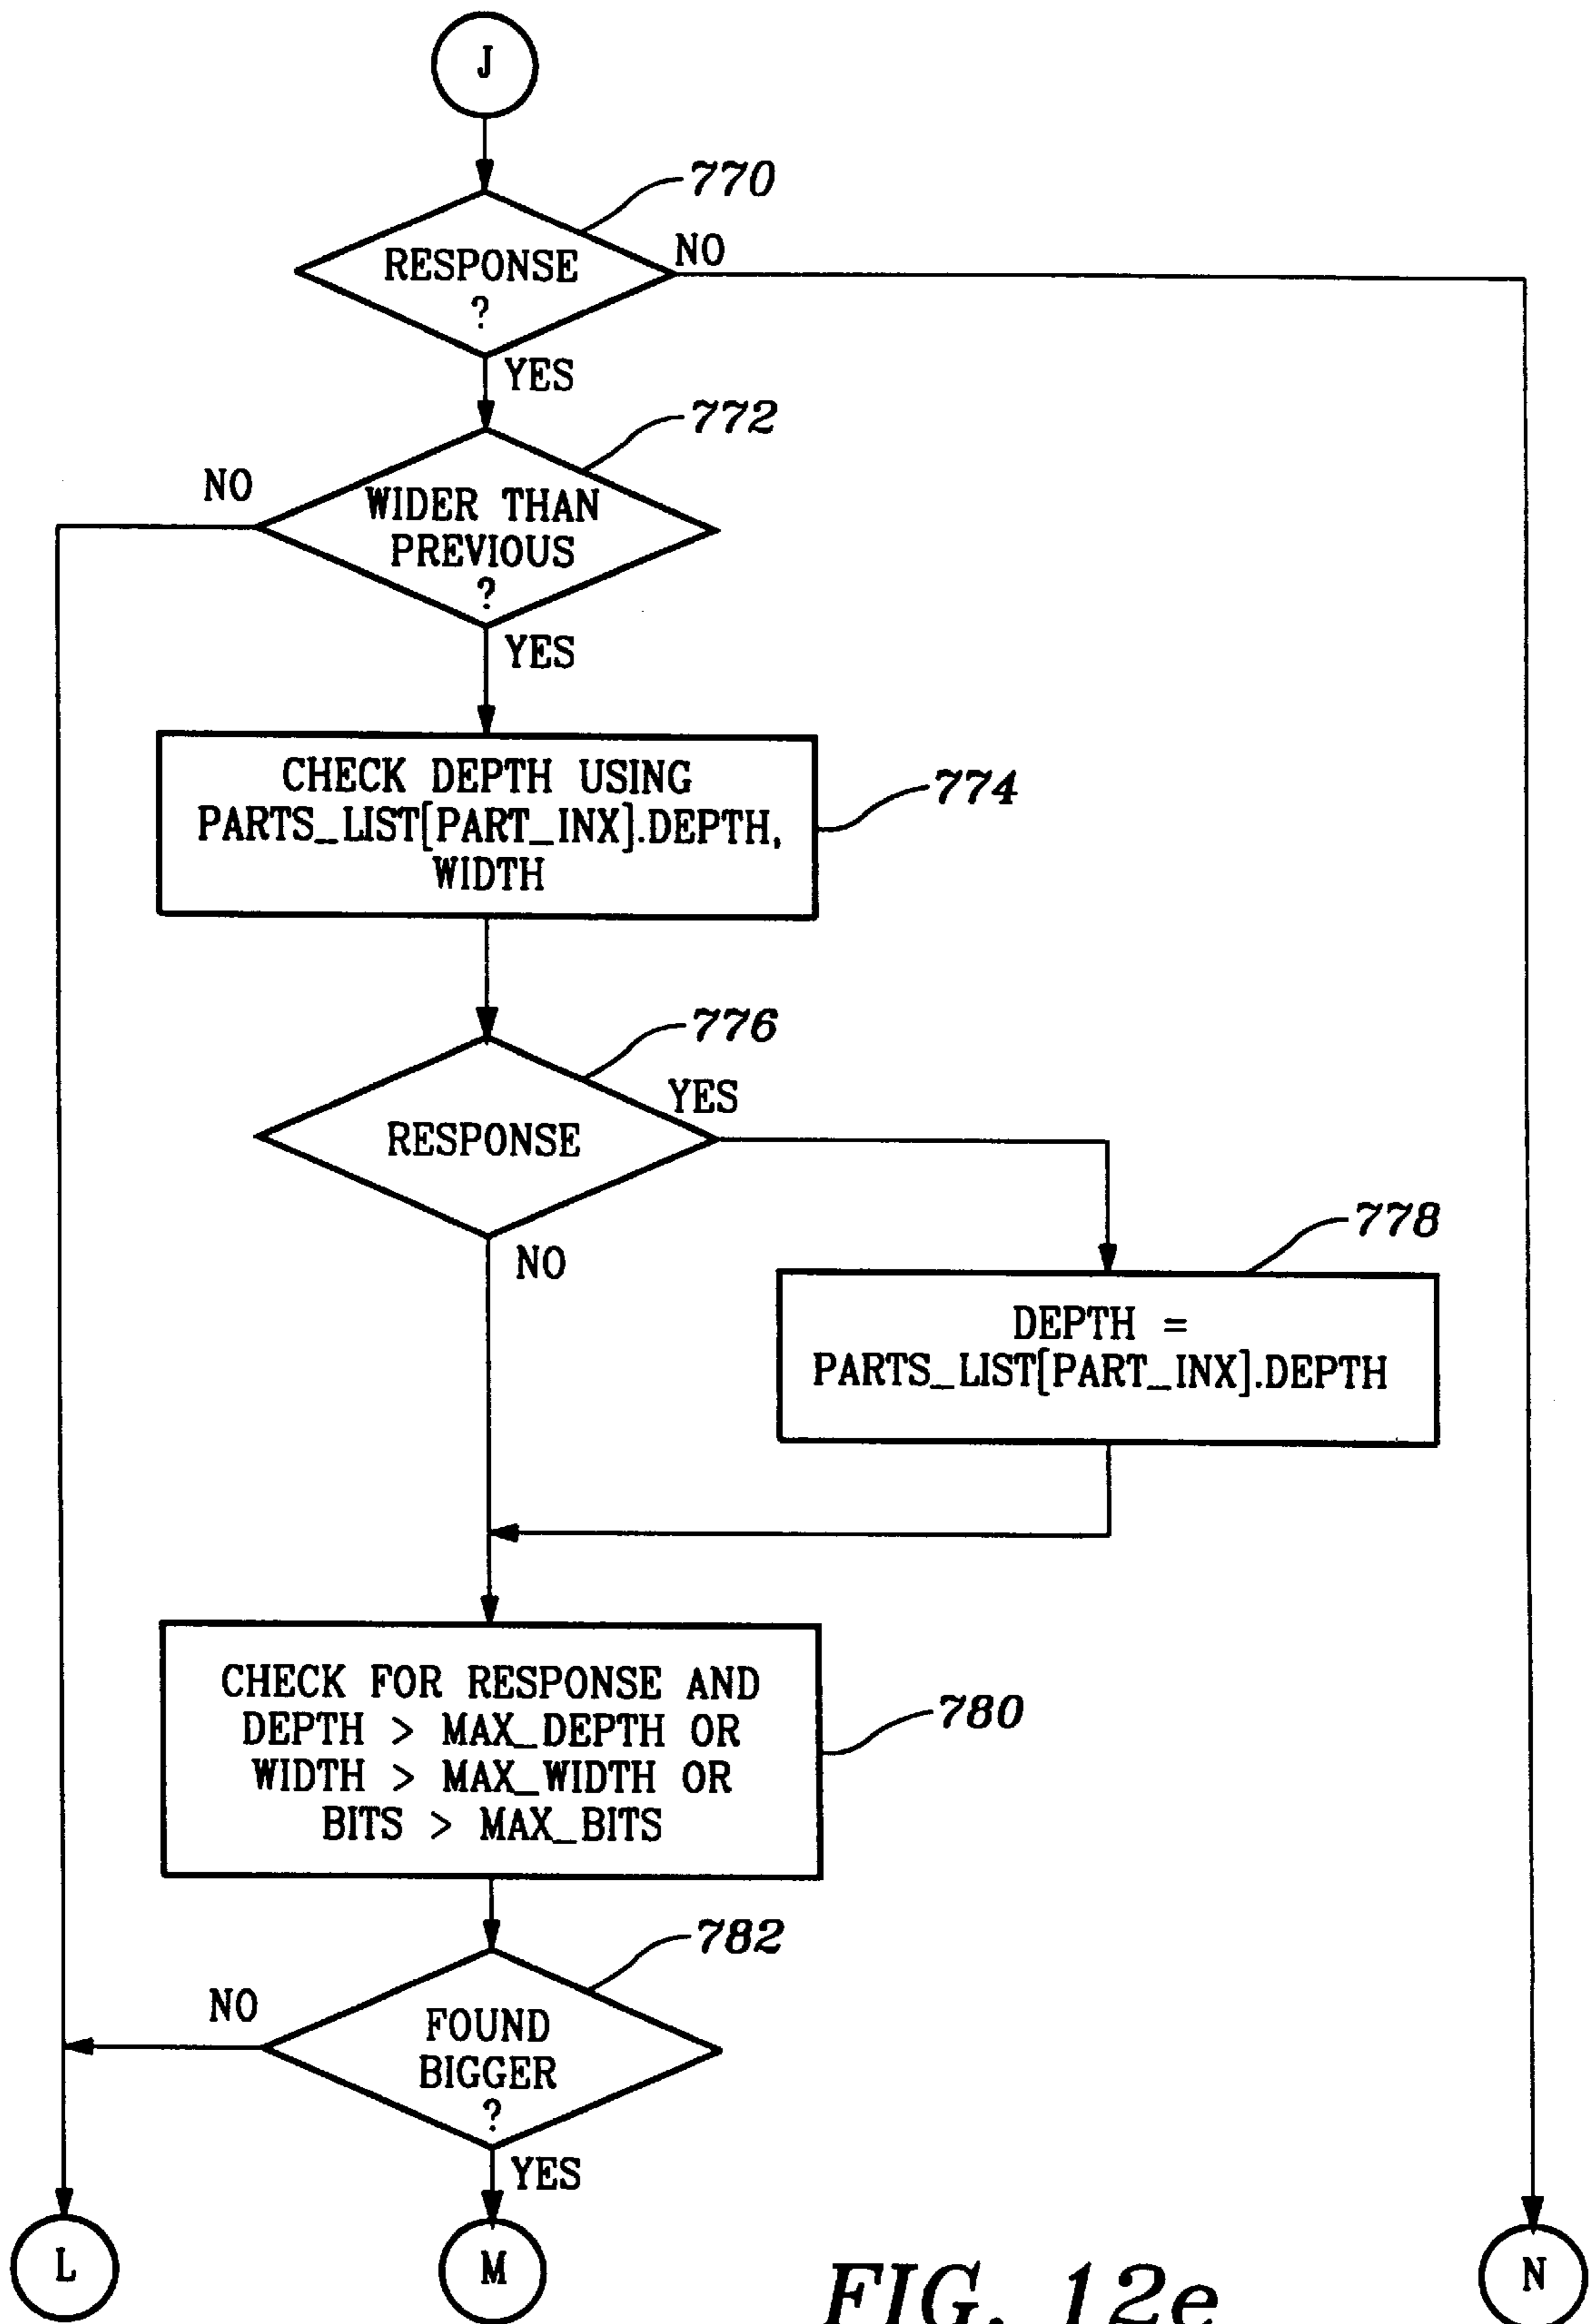 J
770
RESPONSE
?
NO
YES
772
NO
WIDER THAN
PREVIOUS
?
YES
CHECK DEPTH USING
PARTS_LIST[PART_INX].DEPTH,
WIDTH
774
776
YES
RESPONSE
NO
778
DEPTH =
PARTS_LIST[PART_INX].DEPTH
CHECK FOR RESPONSE AND
DEPTH > MAX_DEPTH OR
WIDTH > MAX_WIDTH OR
BITS > MAX_BITS
780
782
NO
FOUND
BIGGER
?
YES
L
M
N
FIG. 12e